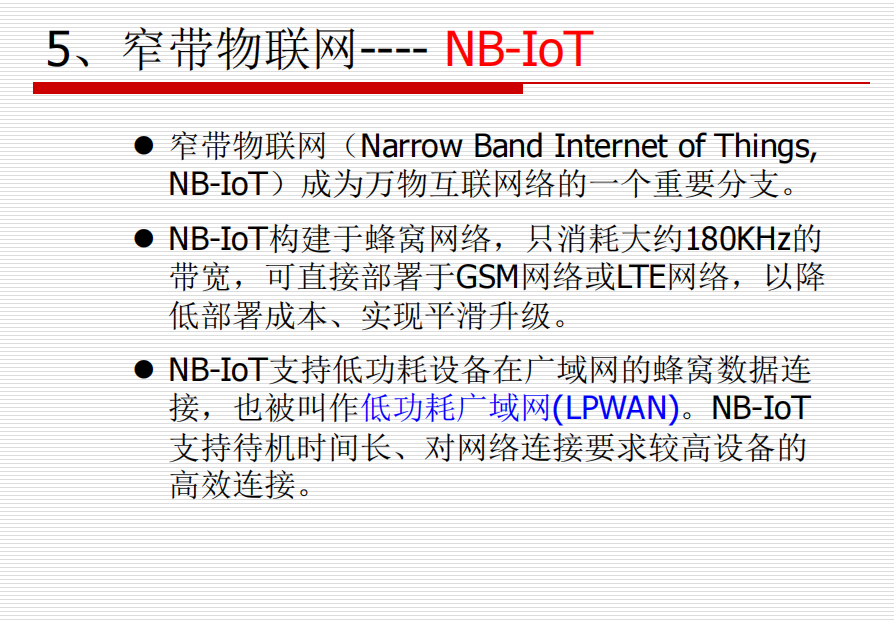 5、窄带物联网---- NB-IoT
● 窄带物联网（Narrow Band Internet of Things,
NB-IoT）成为万物互联网络的一个重要分支。
● NB-IoT构建于蜂窝网络，只消耗大约180KHz的
带宽，可直接部署于GSM网络或LTE网络，以降
低部署成本、实现平滑升级。
● NB-IoT支持低功耗设备在广域网的蜂窝数据连
接，也被叫作低功耗广域网(LPWAN)。NB-IoT
支持待机时间长、对网络连接要求较高设备的
高效连接。